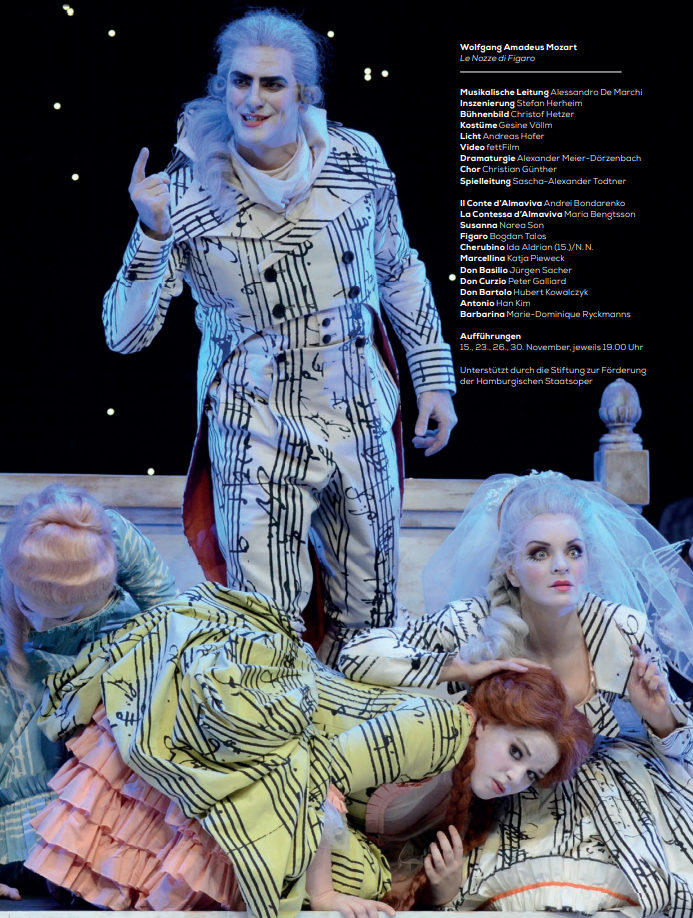 Wolfgang Amadeus Mozart
Le Nozze di Figaro
Musikalische Leitung Alessandro De Marchi
Inszenierung Stefan Herheim
Bühnenbild Christof Hetzer
Kostüme Gesine Völlm
Licht Andreas Hofer
Video fettFilm
Dramaturgie Alexander Meier-Dörzenbach
Chor Christian Günther
Spielleitung Sascha-Alexander Todtner
Il Conte d'Almaviva Andrei Bondarenko
La Contessa d'Almaviva Maria Bengtsson
Susanna Narea Son
Figaro Bogdan Talos
Cherubino Ida Aldrian (15.)/N.N.
Marcellina Katja Pieweck
Don Basilio Jürgen Sacher
Don Curzio Peter Galliard
Don Bartolo Hubert Kowalczyk
Antonio Han Kim
Barbarina Marie-Dominique Ryckmanns
Aufführungen
15., 23., 26., 30. November, jeweils 19.00 Uhr
Unterstützt durch die Stiftung zur Förderung
der Hamburgischen Staatsoper